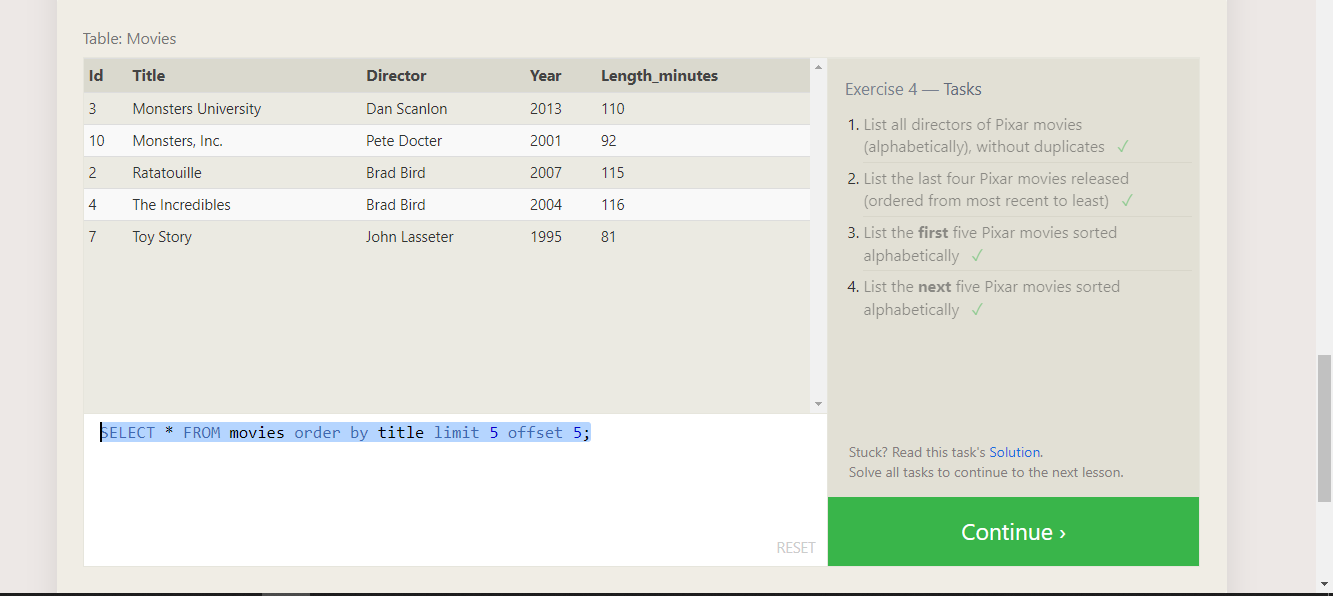 Table: Movies
Id Title Director Year Length_minutes
3 Monsters University Dan Scanlon 2013 110
10 Monsters, Inc. Pete Docter 2001 92
2 Ratatouille Brad Bird 2007 115
4 The Incredibles Brad Bird 2004 116
7 Toy Story John Lasseter 1995 81
SELECT * FROM movies order by title limit 5 offset 5;
RESET
Exercise 4 — Tasks
1. List all directors of Pixar movies
(alphabetically), without duplicates ✓
2. List the last four Pixar movies released
(ordered from most recent to least) ✓
3. List the first five Pixar movies sorted
alphabetically ✓
4. List the next five Pixar movies sorted
alphabetically ✓
Stuck? Read this task's Solution.
Solve all tasks to continue to the next lesson.
Continue ›